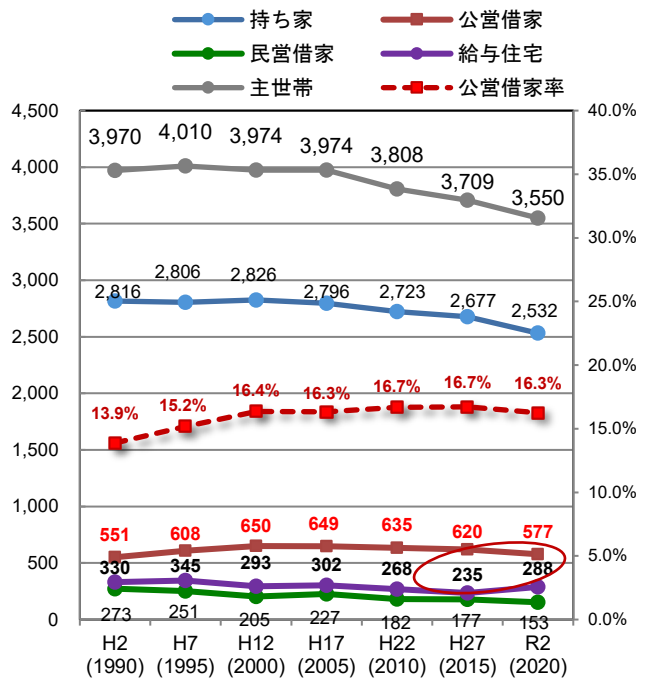 持ち家 公営借家
民営借家 給与住宅
主世帯 公営借家率
4,500 40.0%
3,970 4,010 3,974 3,974 3,808 3,709 3,550
4,000 35.0%
3,500 30.0%
3,000
2,816 2,806 2,826 2,796 2,723 2,677 2,532
25.0%
2,500
20.0%
2,000
13.9% 15.2% 16.4% 16.3% 16.7% 16.7% 16.3%
15.0%
1,500
1,000 10.0%
551 608 650 649 635 620 577
500 5.0%
330 345 293 302 268 235 288
273 251 205 227 182 177 153
0 0.0%
H2 H7 H12 H17 H22 H27 R2
(1990) (1995) (2000) (2005) (2010) (2015) (2020)